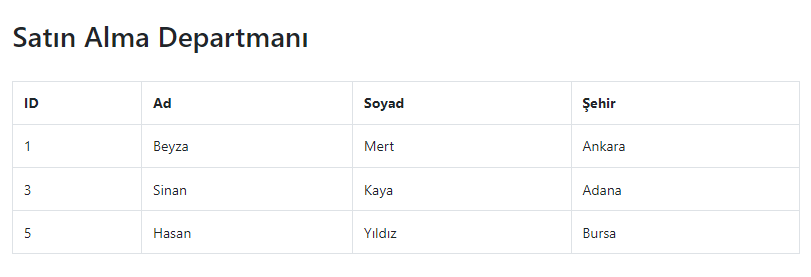 Satın Alma Departmanı
ID Ad Soyad Şehir
1 Beyza Mert Ankara
3 Sinan Kaya Adana
5 Hasan Yıldız Bursa